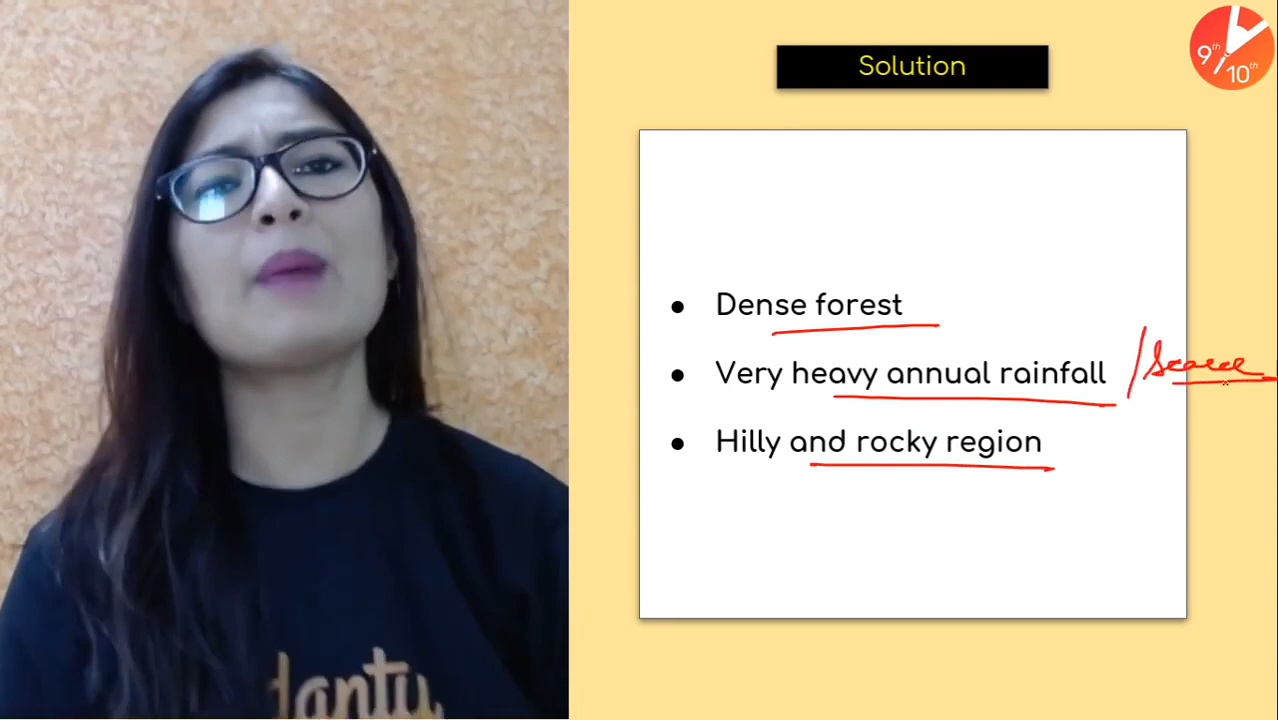 Solution
9th
10th
• Dense forest
• Very heavy annual rainfall /
• Hilly and rocky region